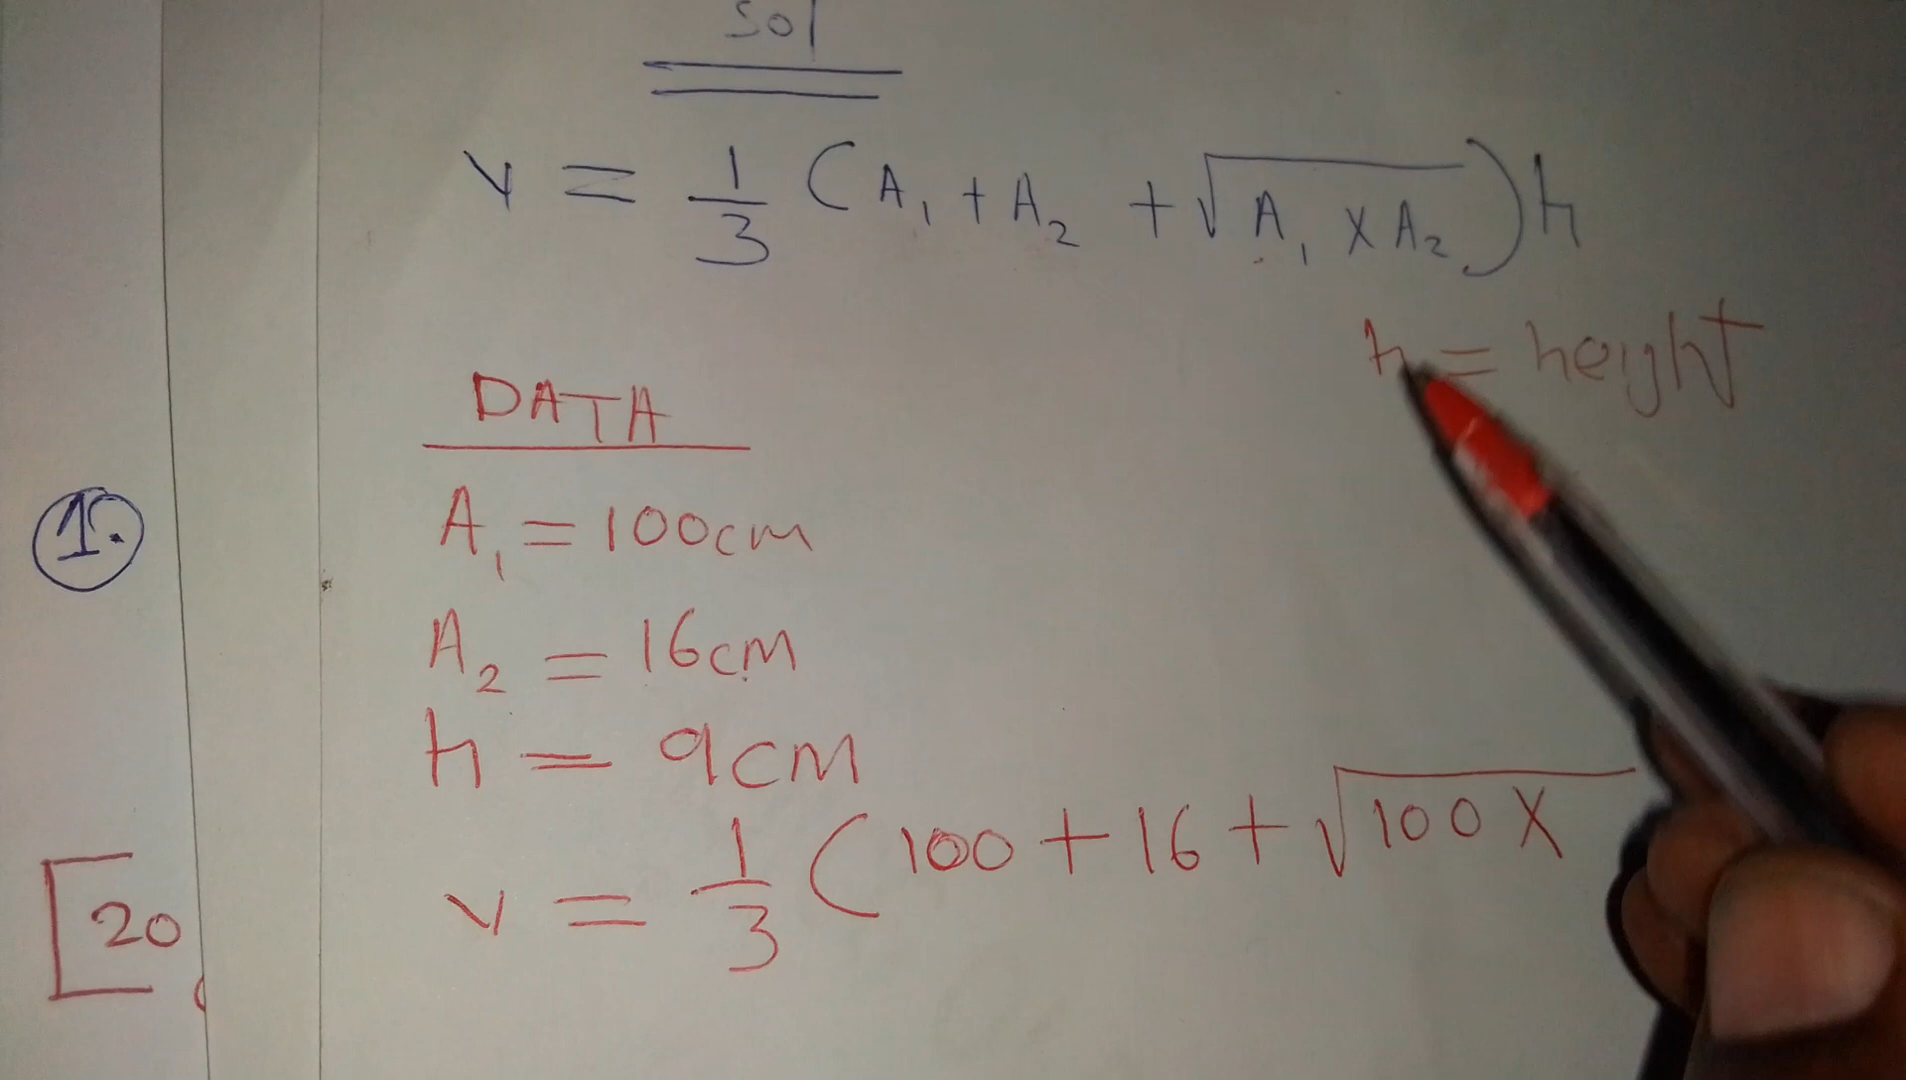 Sol
V = 1/3 (A₁ + A₂ + √A₁ × A₂)h
h = height
DATA
A₁ = 100cm
1.
A₂ = 16cm
h = 9cm
V = 1/3 (100 + 16 + √100 ×
20